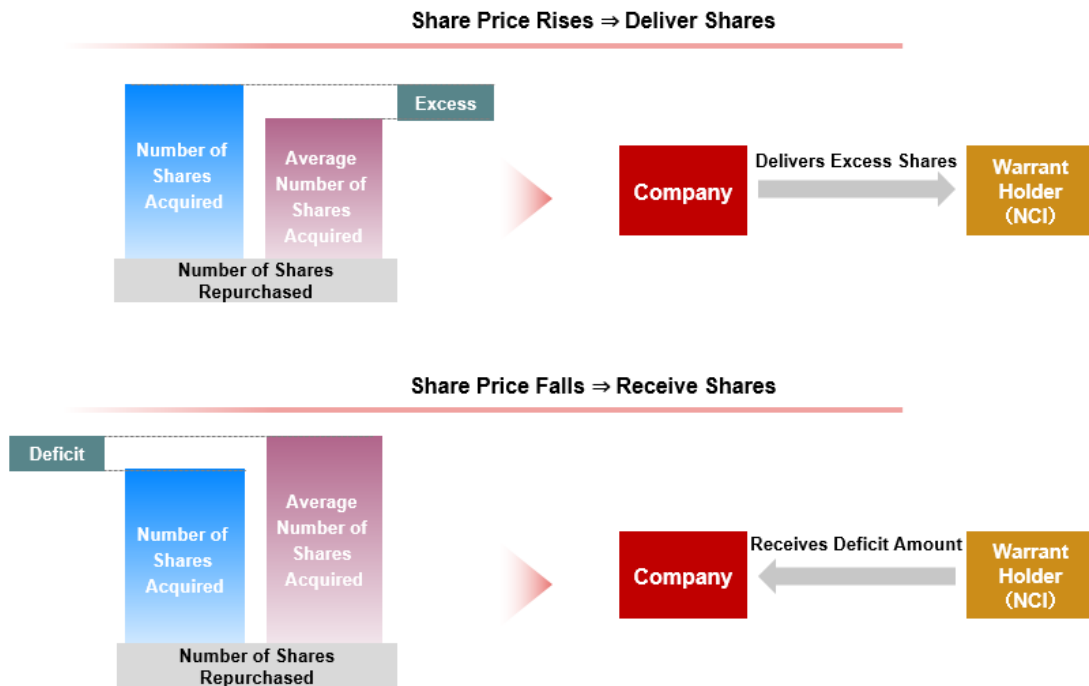 Share Price Rises ⇒ Deliver Shares
Excess
Number of
Shares
Acquired
Average
Number of
Shares
Acquired
Number of Shares
Repurchased
Company
Delivers Excess Shares
Warrant
Holder
(NCI)
Share Price Falls ⇒ Receive Shares
Deficit
Number of
Shares
Acquired
Average
Number of
Shares
Acquired
Number of Shares
Repurchased
Company
Receives Deficit Amount
Warrant
Holder
(NCI)